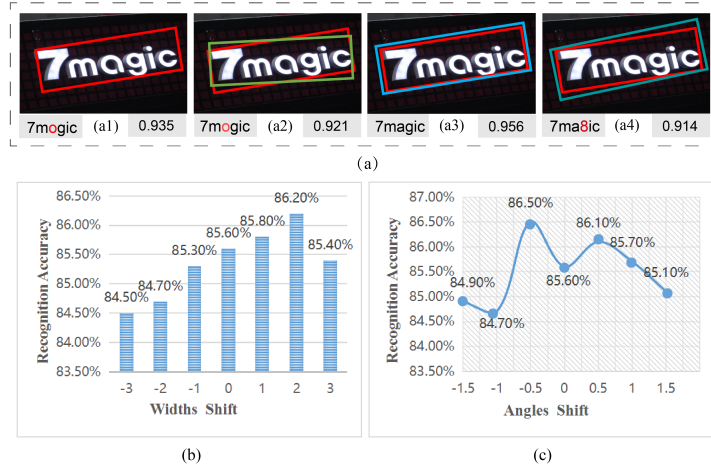 7magic 7magic 7magic 7magic
7mogic (a1) 0.935 7mogic (a2) 0.921 7magic (a3) 0.956 7ma8ic (a4) 0.914
(a)
86.50%
86.00%
85.50%
85.00%
84.50%
84.00%
83.50%
Recognition Accuracy
84.50% 84.70% 85.30% 85.60% 85.80% 86.20% 85.40%
-3 -2 -1 0 1 2 3
Widths Shift
(b)
87.00%
86.50%
86.00%
85.50%
85.00%
84.50%
84.00%
83.50%
Recognition Accuracy
84.90% 84.70% 86.50% 85.60% 86.10% 85.70% 85.10%
-1.5 -1 -0.5 0 0.5 1 1.5
Angles Shift
(c)